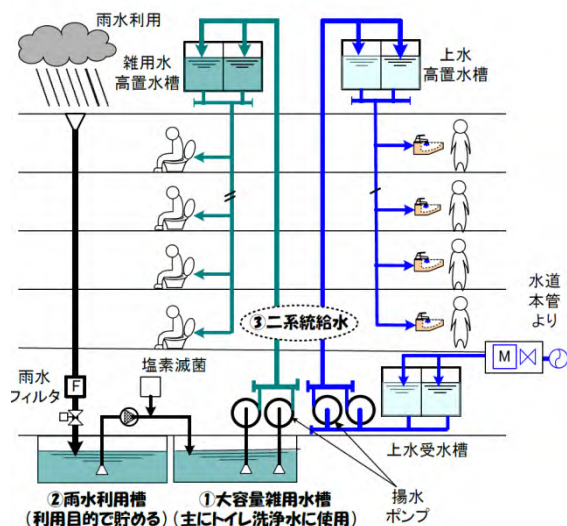 雨水利用
雑用水
高置水槽
上水
高置水槽
③二系統給水
水道
本管
より
M
塩素滅菌
雨水
フィルタ
F
上水受水槽
揚水
ポンプ
②雨水利用槽
(利用目的で貯める)
①大容量雑用水槽
(主にトイレ洗浄水に使用)